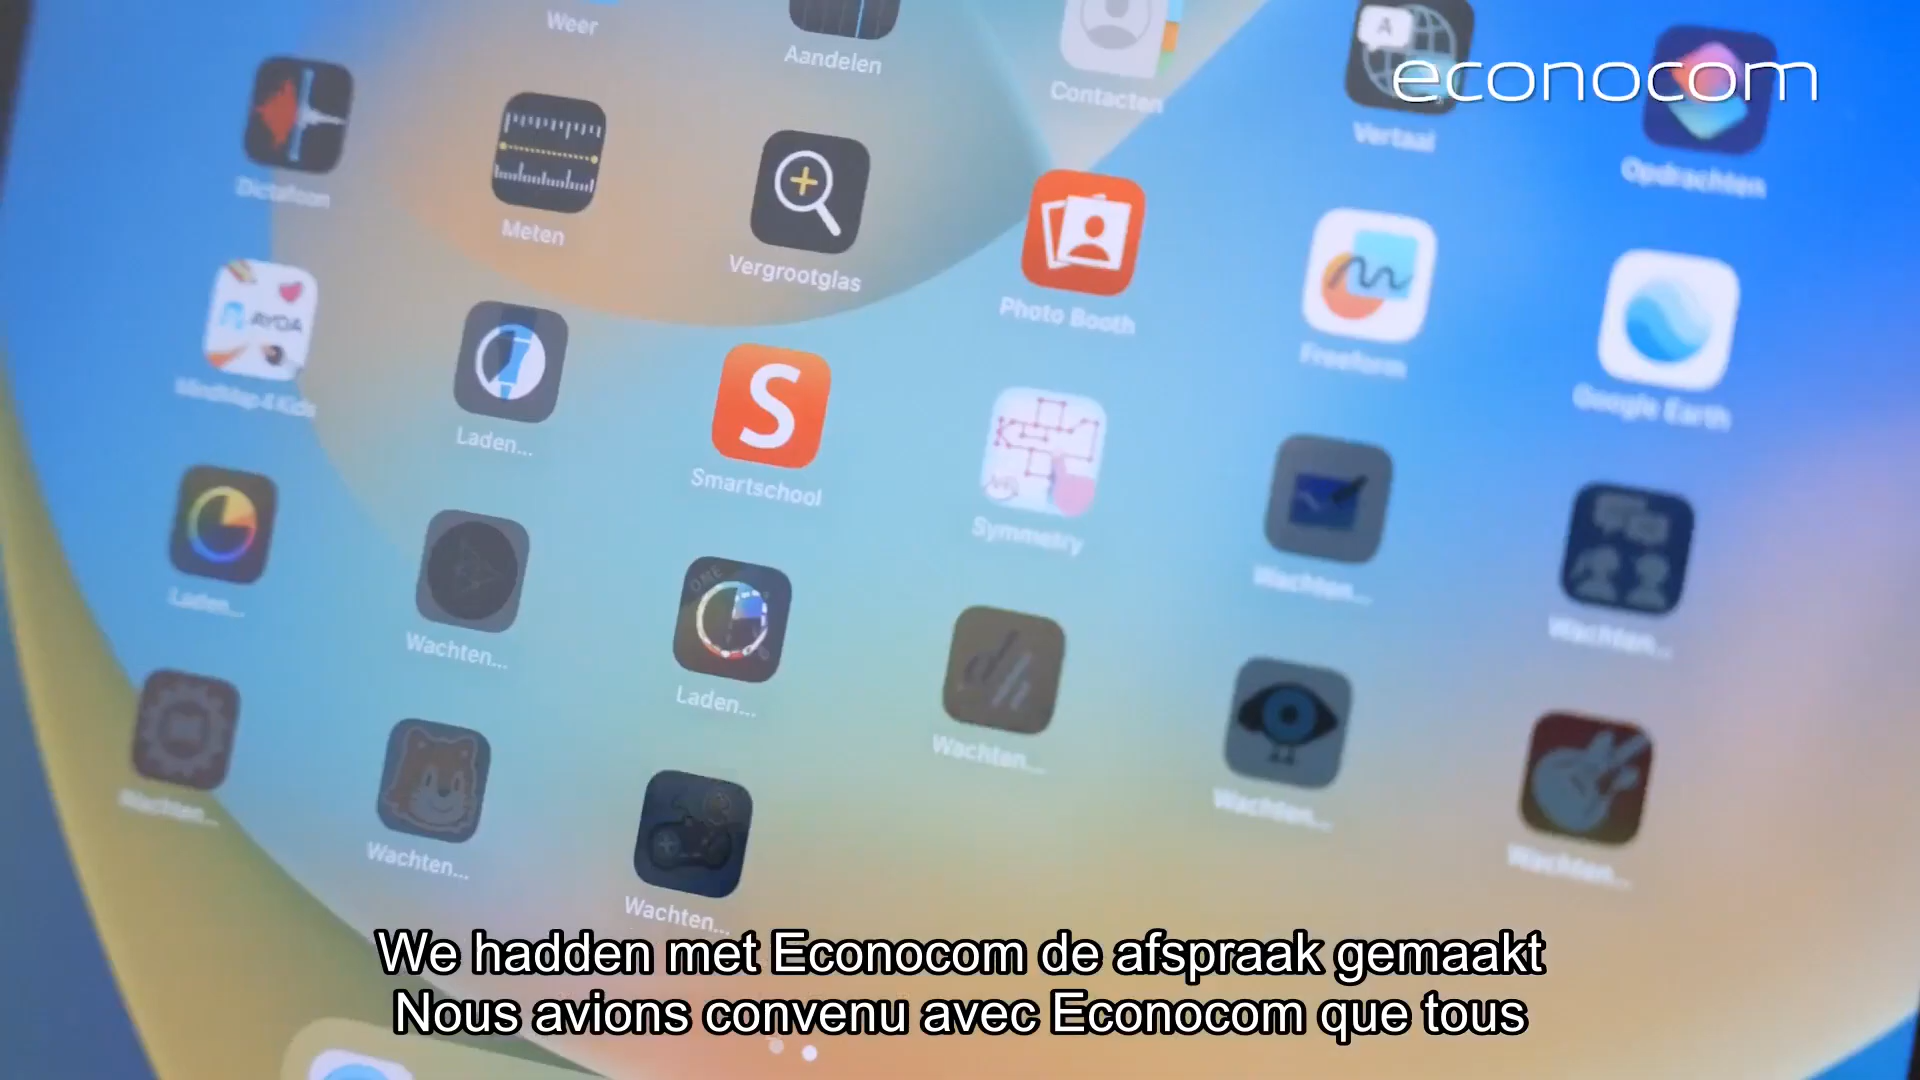 Weer
Aandelen
Contacten
Vertaal
Opdrachten
econocom
Dictafoon
Meten
Vergrootglas
Photo Booth
Freeform
Google Earth
AYOA
MindMap4Kids
Laden...
S
Smartschool
Symmetry
Wachten...
Wachten...
Laden...
Wachten...
Laden...
Wachten...
Wachten...
Wachten...
Wachten...
Wachten...
Wachten...
We hadden met Econocom de afspraak gemaakt
Nous avions convenu avec Econocom que tous